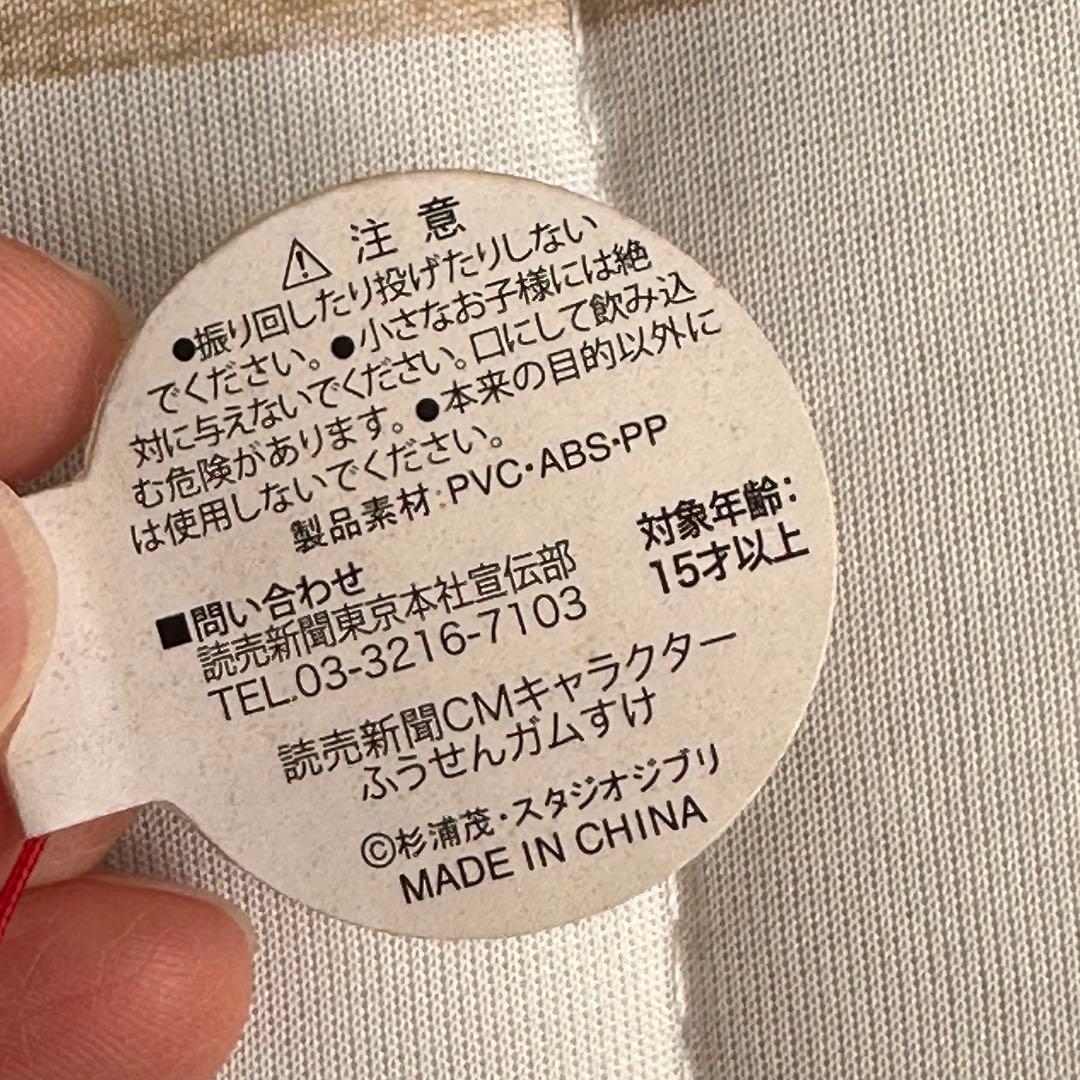 ⚠ 注意
●振り回したり投げたりしない
でください。●小さなお子様には絶
対に与えないでください。口にして飲み込
む危険があります。●本来の目的以外に
は使用しないでください。
製品素材:PVC・ABS・PP
対象年齢:
15才以上
■問い合わせ
読売新聞東京本社宣伝部
TEL.03-3216-7103
読売新聞CMキャラクター
ふうせんガムすけ
©杉浦茂・スタジオジブリ
MADE IN CHINA